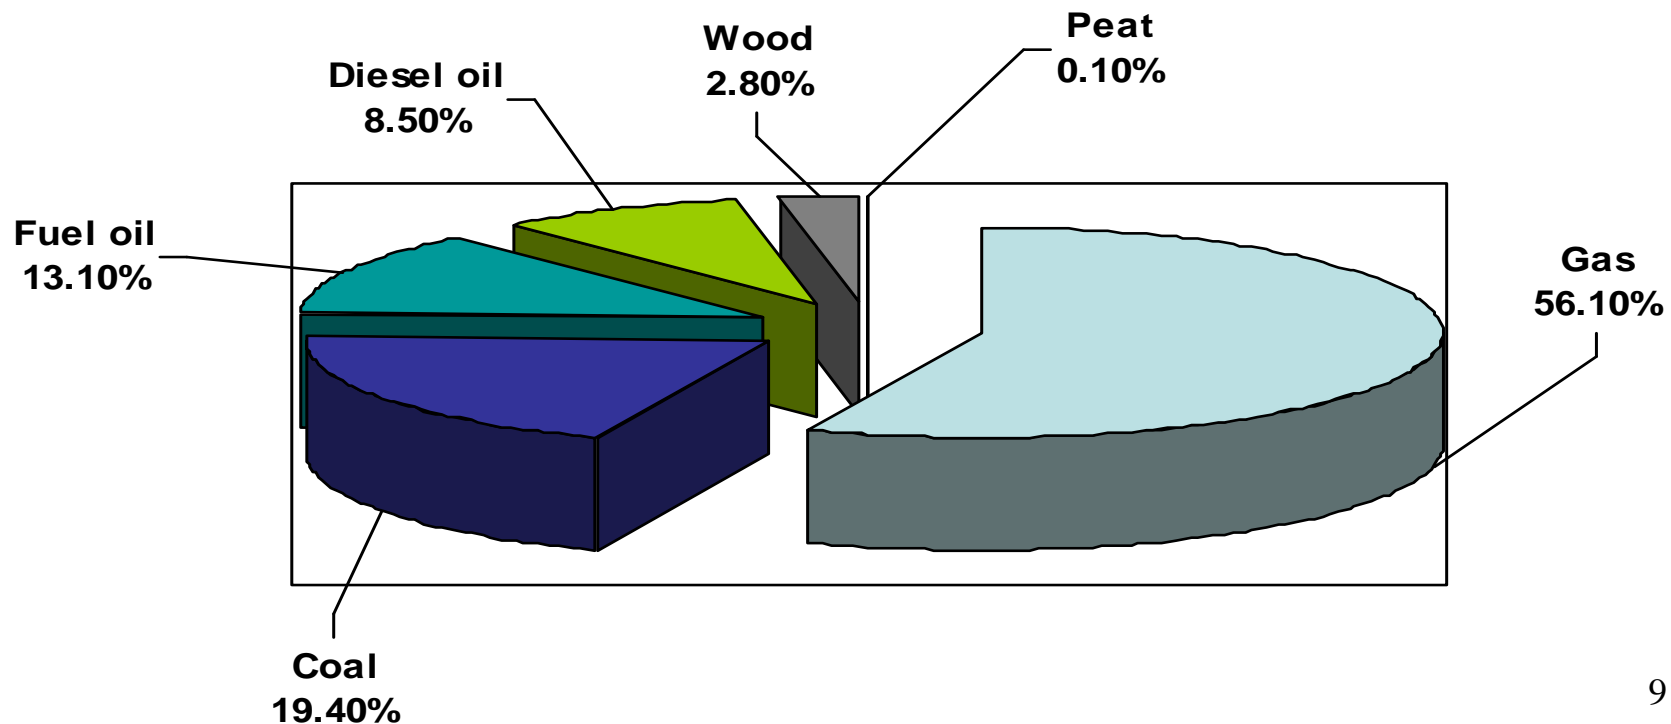 Peat
0.10%
Wood
2.80%
Diesel oil
8.50%
Fuel oil
13.10%
Gas
56.10%
Coal
19.40%
9